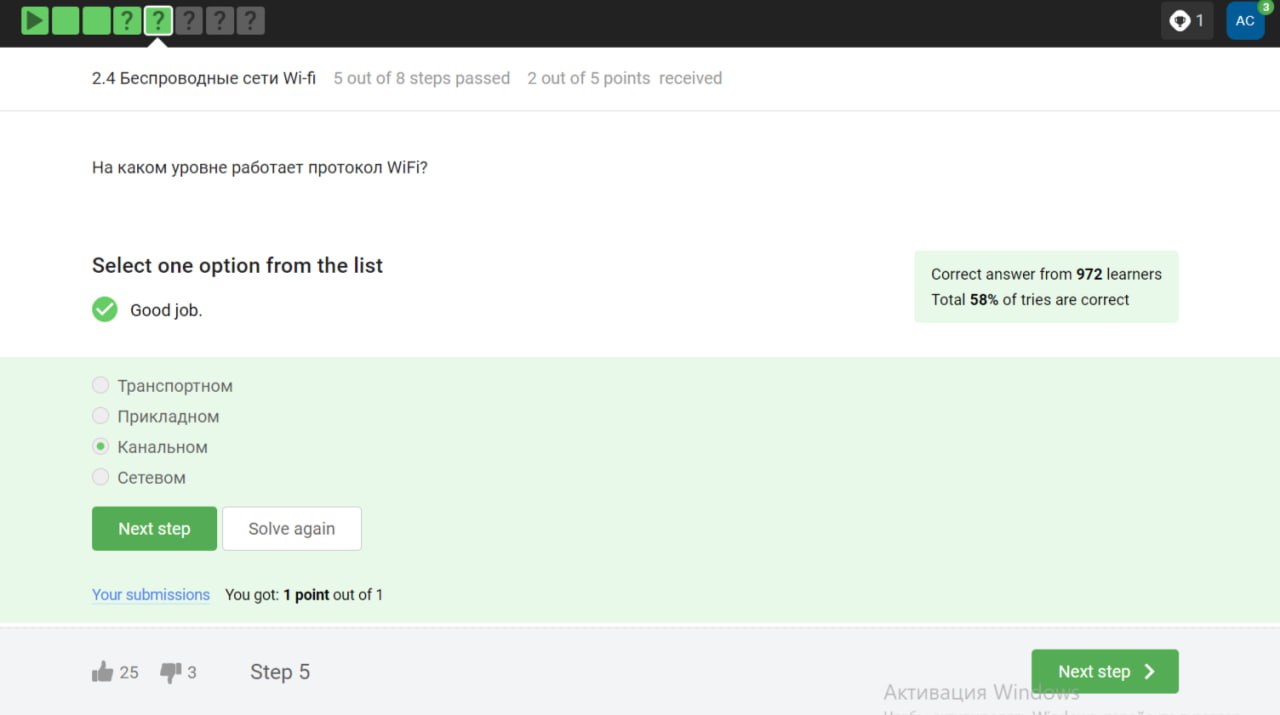 ? ? ? ? ?
1
AC
3
2.4 Беспроводные сети Wi-fi 5 out of 8 steps passed 2 out of 5 points received
На каком уровне работает протокол WiFi?
Select one option from the list
Good job.
Correct answer from 972 learners
Total 58% of tries are correct
Транспортном
Прикладном
Канальном
Сетевом
Next step
Solve again
Your submissions You got: 1 point out of 1
25
3
Step 5
Next step
Активация Windows